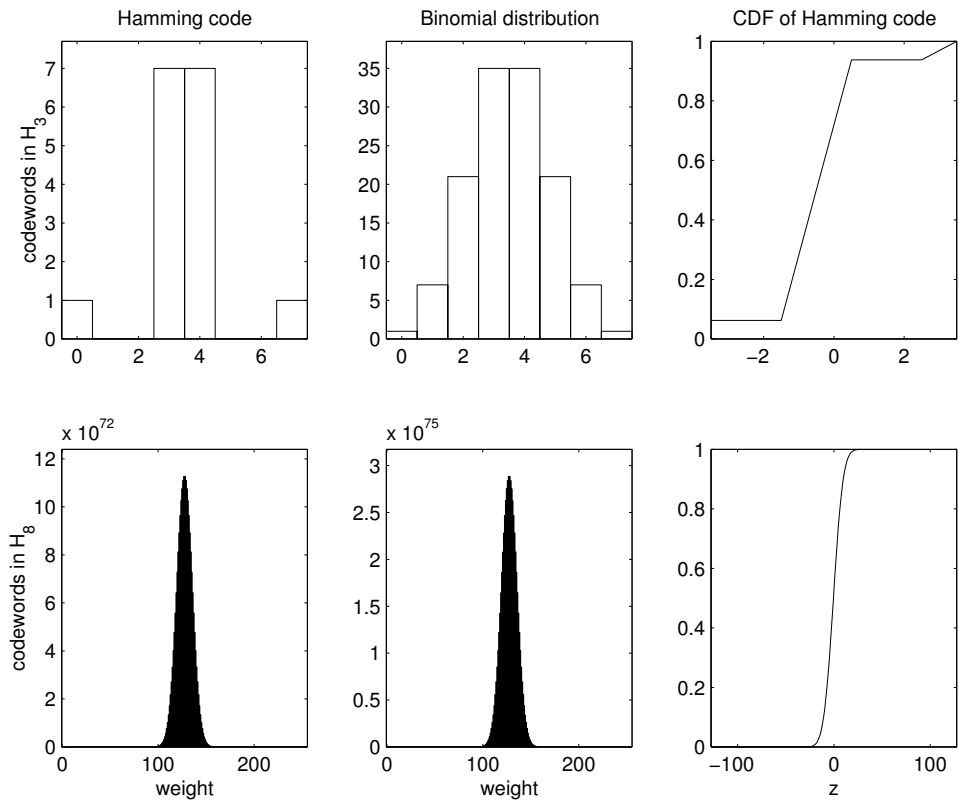 Hamming code
Binomial distribution
CDF of Hamming code
codewords in H₃
7
6
5
4
3
2
1
0
0 2 4 6
35
30
25
20
15
10
5
0
0 2 4 6
1
0.8
0.6
0.4
0.2
0
−2 0 2
codewords in H₈
x 10⁷²
12
10
8
6
4
2
0
0 100 200
weight
x 10⁷⁵
3
2.5
2
1.5
1
0.5
0
0 100 200
weight
1
0.8
0.6
0.4
0.2
0
−100 0 100
z